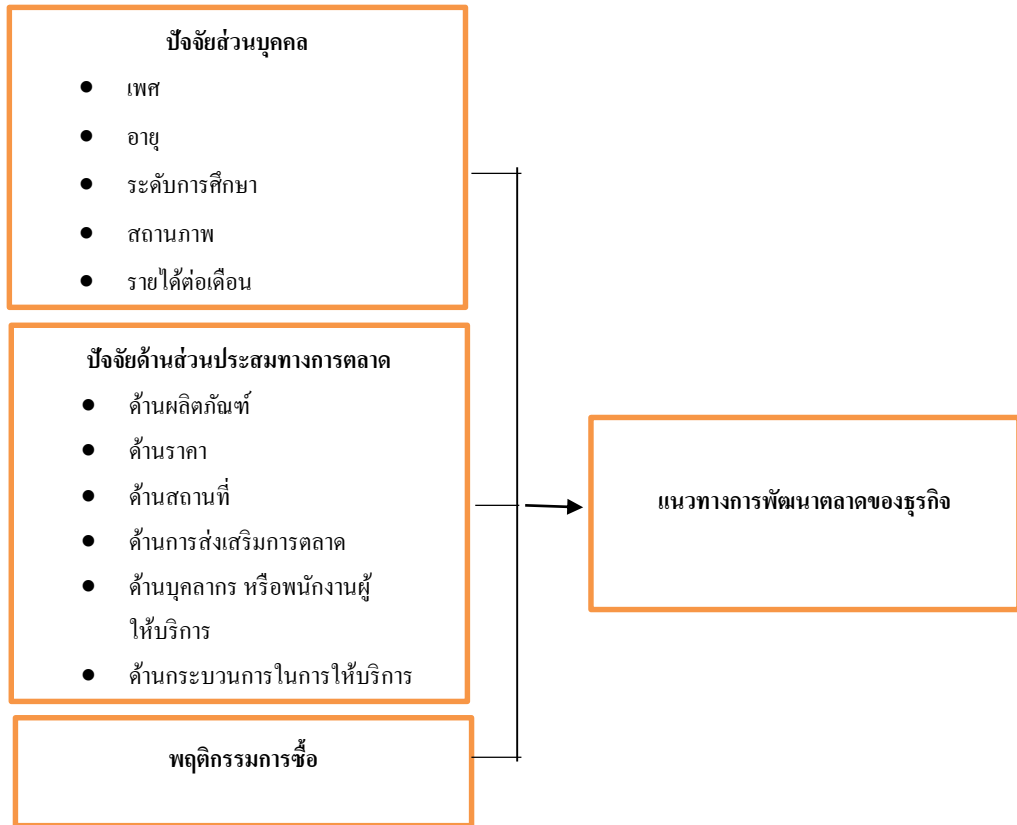 ปัจจัยส่วนบุคคล
● เพศ
● อายุ
● ระดับการศึกษา
● สถานภาพ
● รายได้ต่อเดือน
ปัจจัยด้านส่วนประสมทางการตลาด
● ด้านผลิตภัณฑ์
● ด้านราคา
● ด้านสถานที่
● ด้านการส่งเสริมการตลาด
● ด้านบุคลากร หรือพนักงานผู้
ให้บริการ
● ด้านกระบวนการในการให้บริการ
พฤติกรรมการซื้อ
แนวทางการพัฒนาตลาดของธุรกิจ